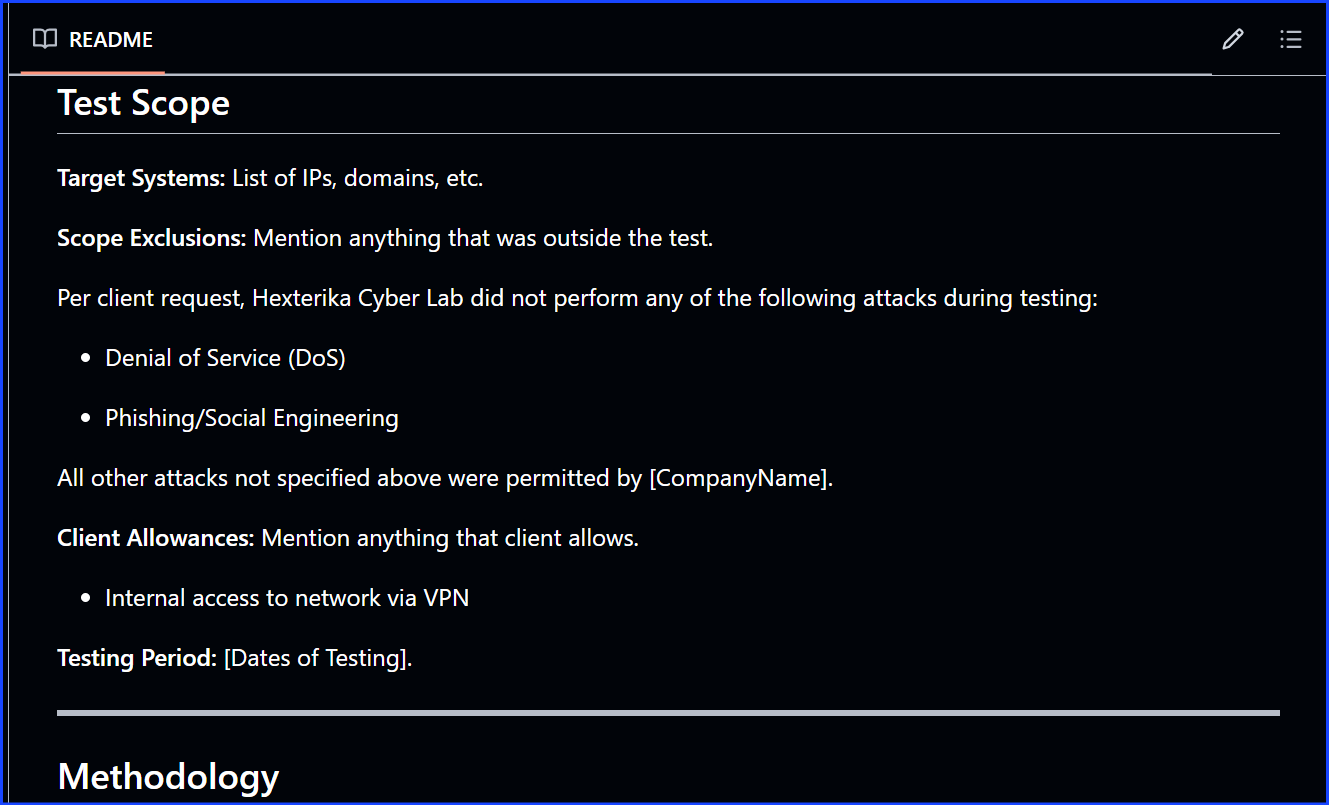 README
Test Scope
Target Systems: List of IPs, domains, etc.
Scope Exclusions: Mention anything that was outside the test.
Per client request, Hexterika Cyber Lab did not perform any of the following attacks during testing:
• Denial of Service (DoS)
• Phishing/Social Engineering
All other attacks not specified above were permitted by [CompanyName].
Client Allowances: Mention anything that client allows.
• Internal access to network via VPN
Testing Period: [Dates of Testing].
Methodology